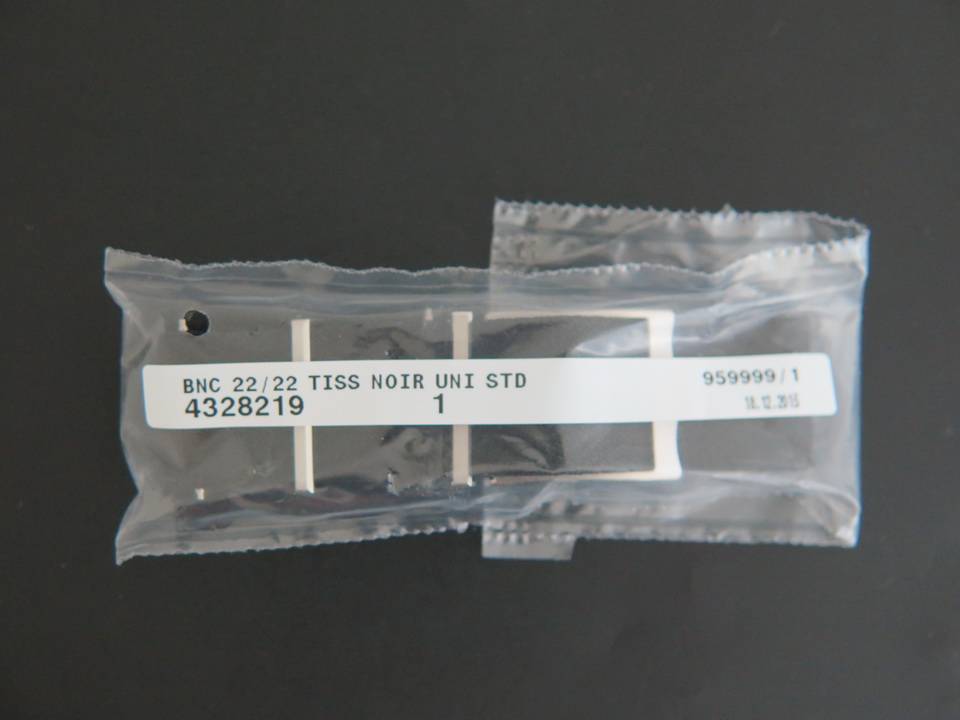 BNC 22/22 TISS NOIR UNI STD
4328219 1
959999/1